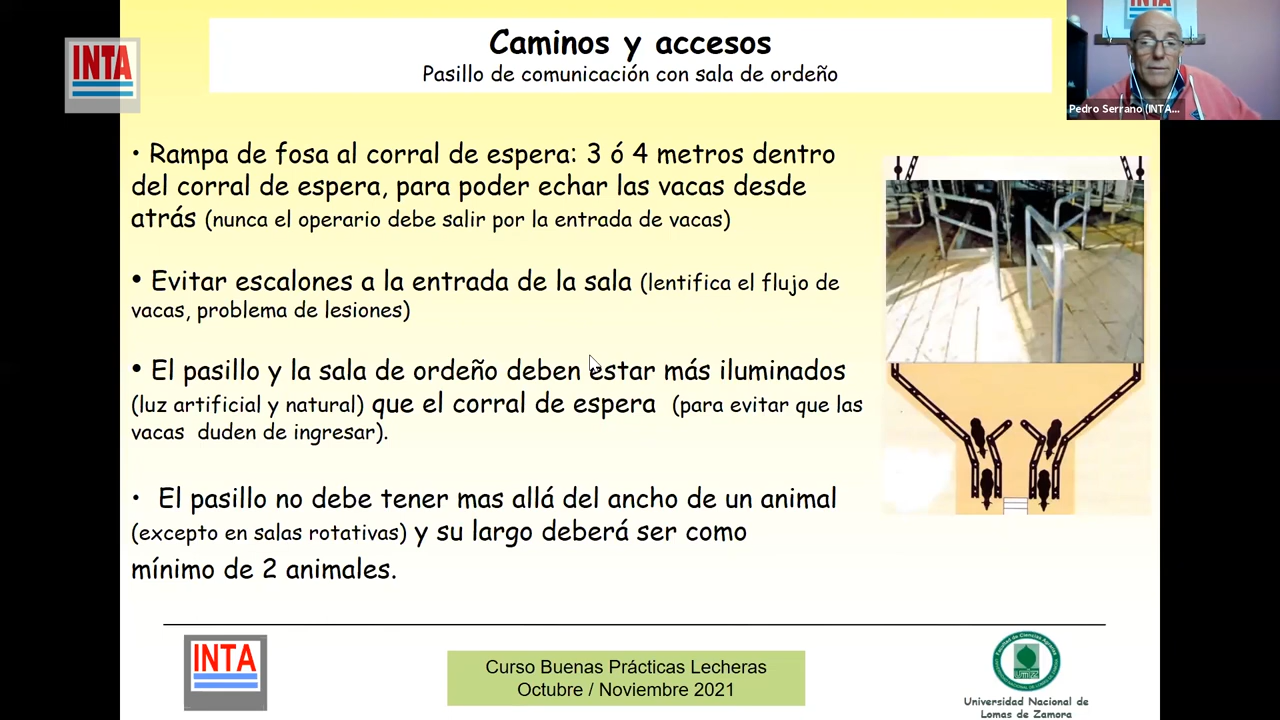 INTA
Caminos y accesos
Pasillo de comunicación con sala de ordeño
INTA
Pedro Serrano (INTA...
• Rampa de fosa al corral de espera: 3 ó 4 metros dentro
del corral de espera, para poder echar las vacas desde
atrás (nunca el operario debe salir por la entrada de vacas)
• Evitar escalones a la entrada de la sala (lentifica el flujo de
vacas, problema de lesiones)
• El pasillo y la sala de ordeño deben estar más iluminados
(luz artificial y natural) que el corral de espera (para evitar que las
vacas duden de ingresar).
• El pasillo no debe tener mas allá del ancho de un animal
(excepto en salas rotativas) y su largo deberá ser como
mínimo de 2 animales.
INTA
Curso Buenas Prácticas Lecheras
Octubre / Noviembre 2021
Universidad Nacional de
Lomas de Zamora